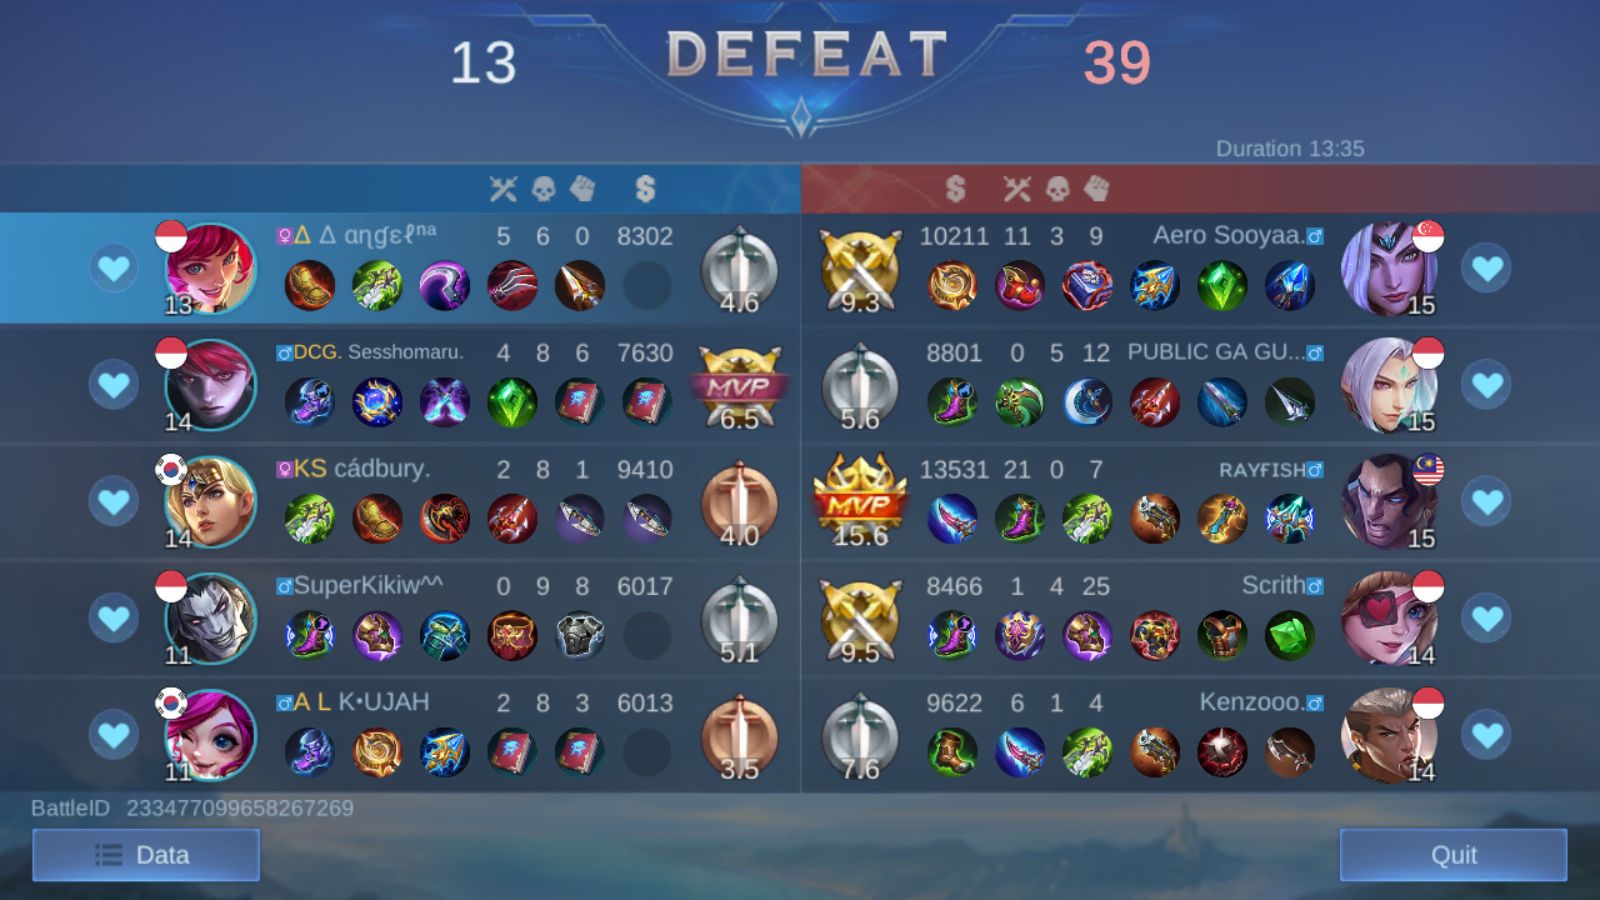 13 DEFEAT 39
Duration 13:35
♀Δ Δ αɳɠɛℓⁿᵃ 5 6 0 8302
13 4.6
10211 11 3 9 Aero Sooyaa.♂
9.3 15
♂DCG. Sesshomaru. 4 8 6 7630
14 MVP 6.5
8801 0 5 12 PUBLIC GA GU...♂
5.6 15
♀KS cádbury. 2 8 1 9410
14 4.0
13531 21 0 7 RAYFISH♂
MVP 15.6 15
♂SuperKikiw^^ 0 9 8 6017
11 5.1
8466 1 4 25 Scrith♂
9.5 14
♂A L K•UJAH 2 8 3 6013
11 3.5
9622 6 1 4 Kenzooo.♂
7.6 14
BattleID 233477099658267269
Data
Quit